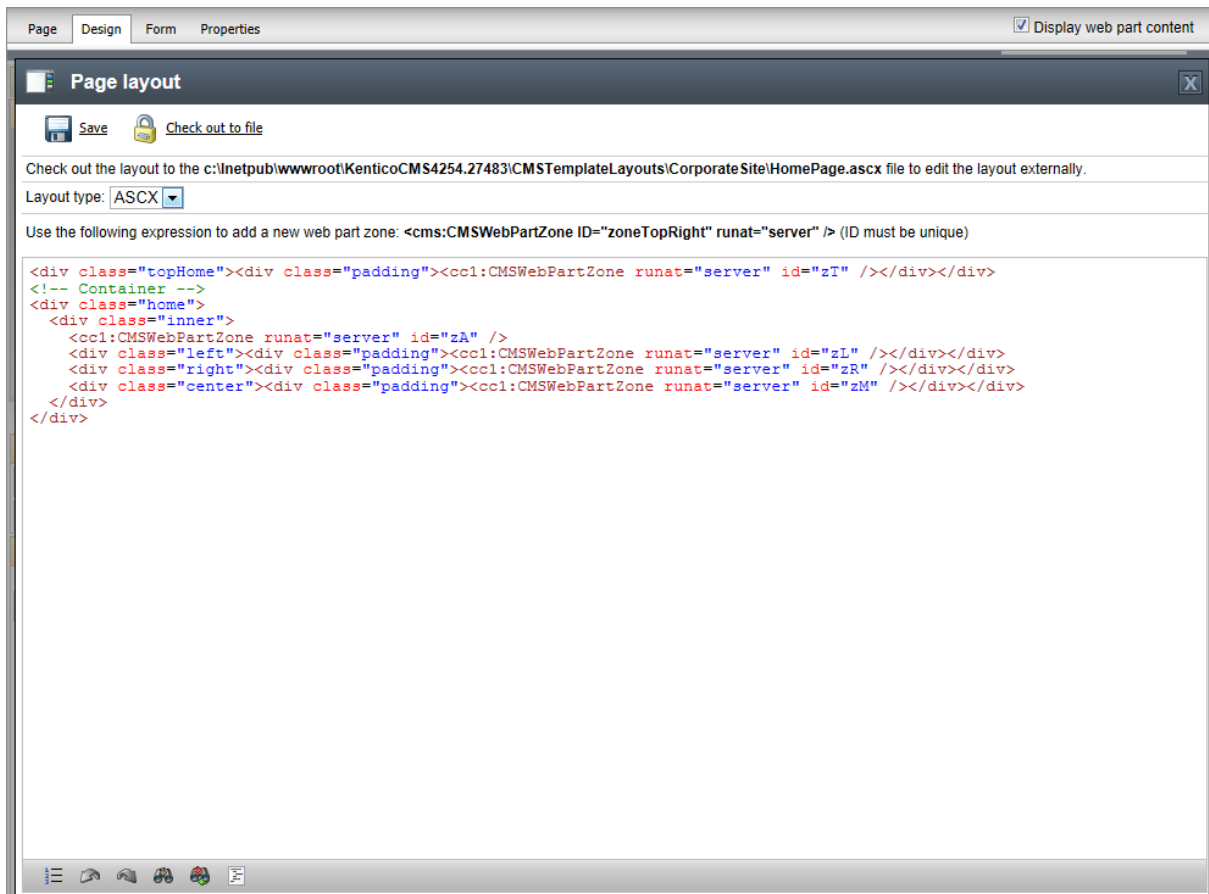 Page Design Form Properties Display web part content
Page layout X
Save Check out to file
Check out the layout to the c:\Inetpub\wwwroot\KenticoCMS4254.27483\CMSTemplateLayouts\CorporateSite\HomePage.ascx file to edit the layout externally.
Layout type: ASCX
Use the following expression to add a new web part zone: <cms:CMSWebPartZone ID="zoneTopRight" runat="server" /> (ID must be unique)
<div class="topHome"><div class="padding"><cc1:CMSWebPartZone runat="server" id="zT" /></div></div>
<!-- Container -->
<div class="home">
<div class="inner">
<cc1:CMSWebPartZone runat="server" id="zA" />
<div class="left"><div class="padding"><cc1:CMSWebPartZone runat="server" id="zL" /></div></div>
<div class="right"><div class="padding"><cc1:CMSWebPartZone runat="server" id="zR" /></div></div>
<div class="center"><div class="padding"><cc1:CMSWebPartZone runat="server" id="zM" /></div></div>
</div>
</div>